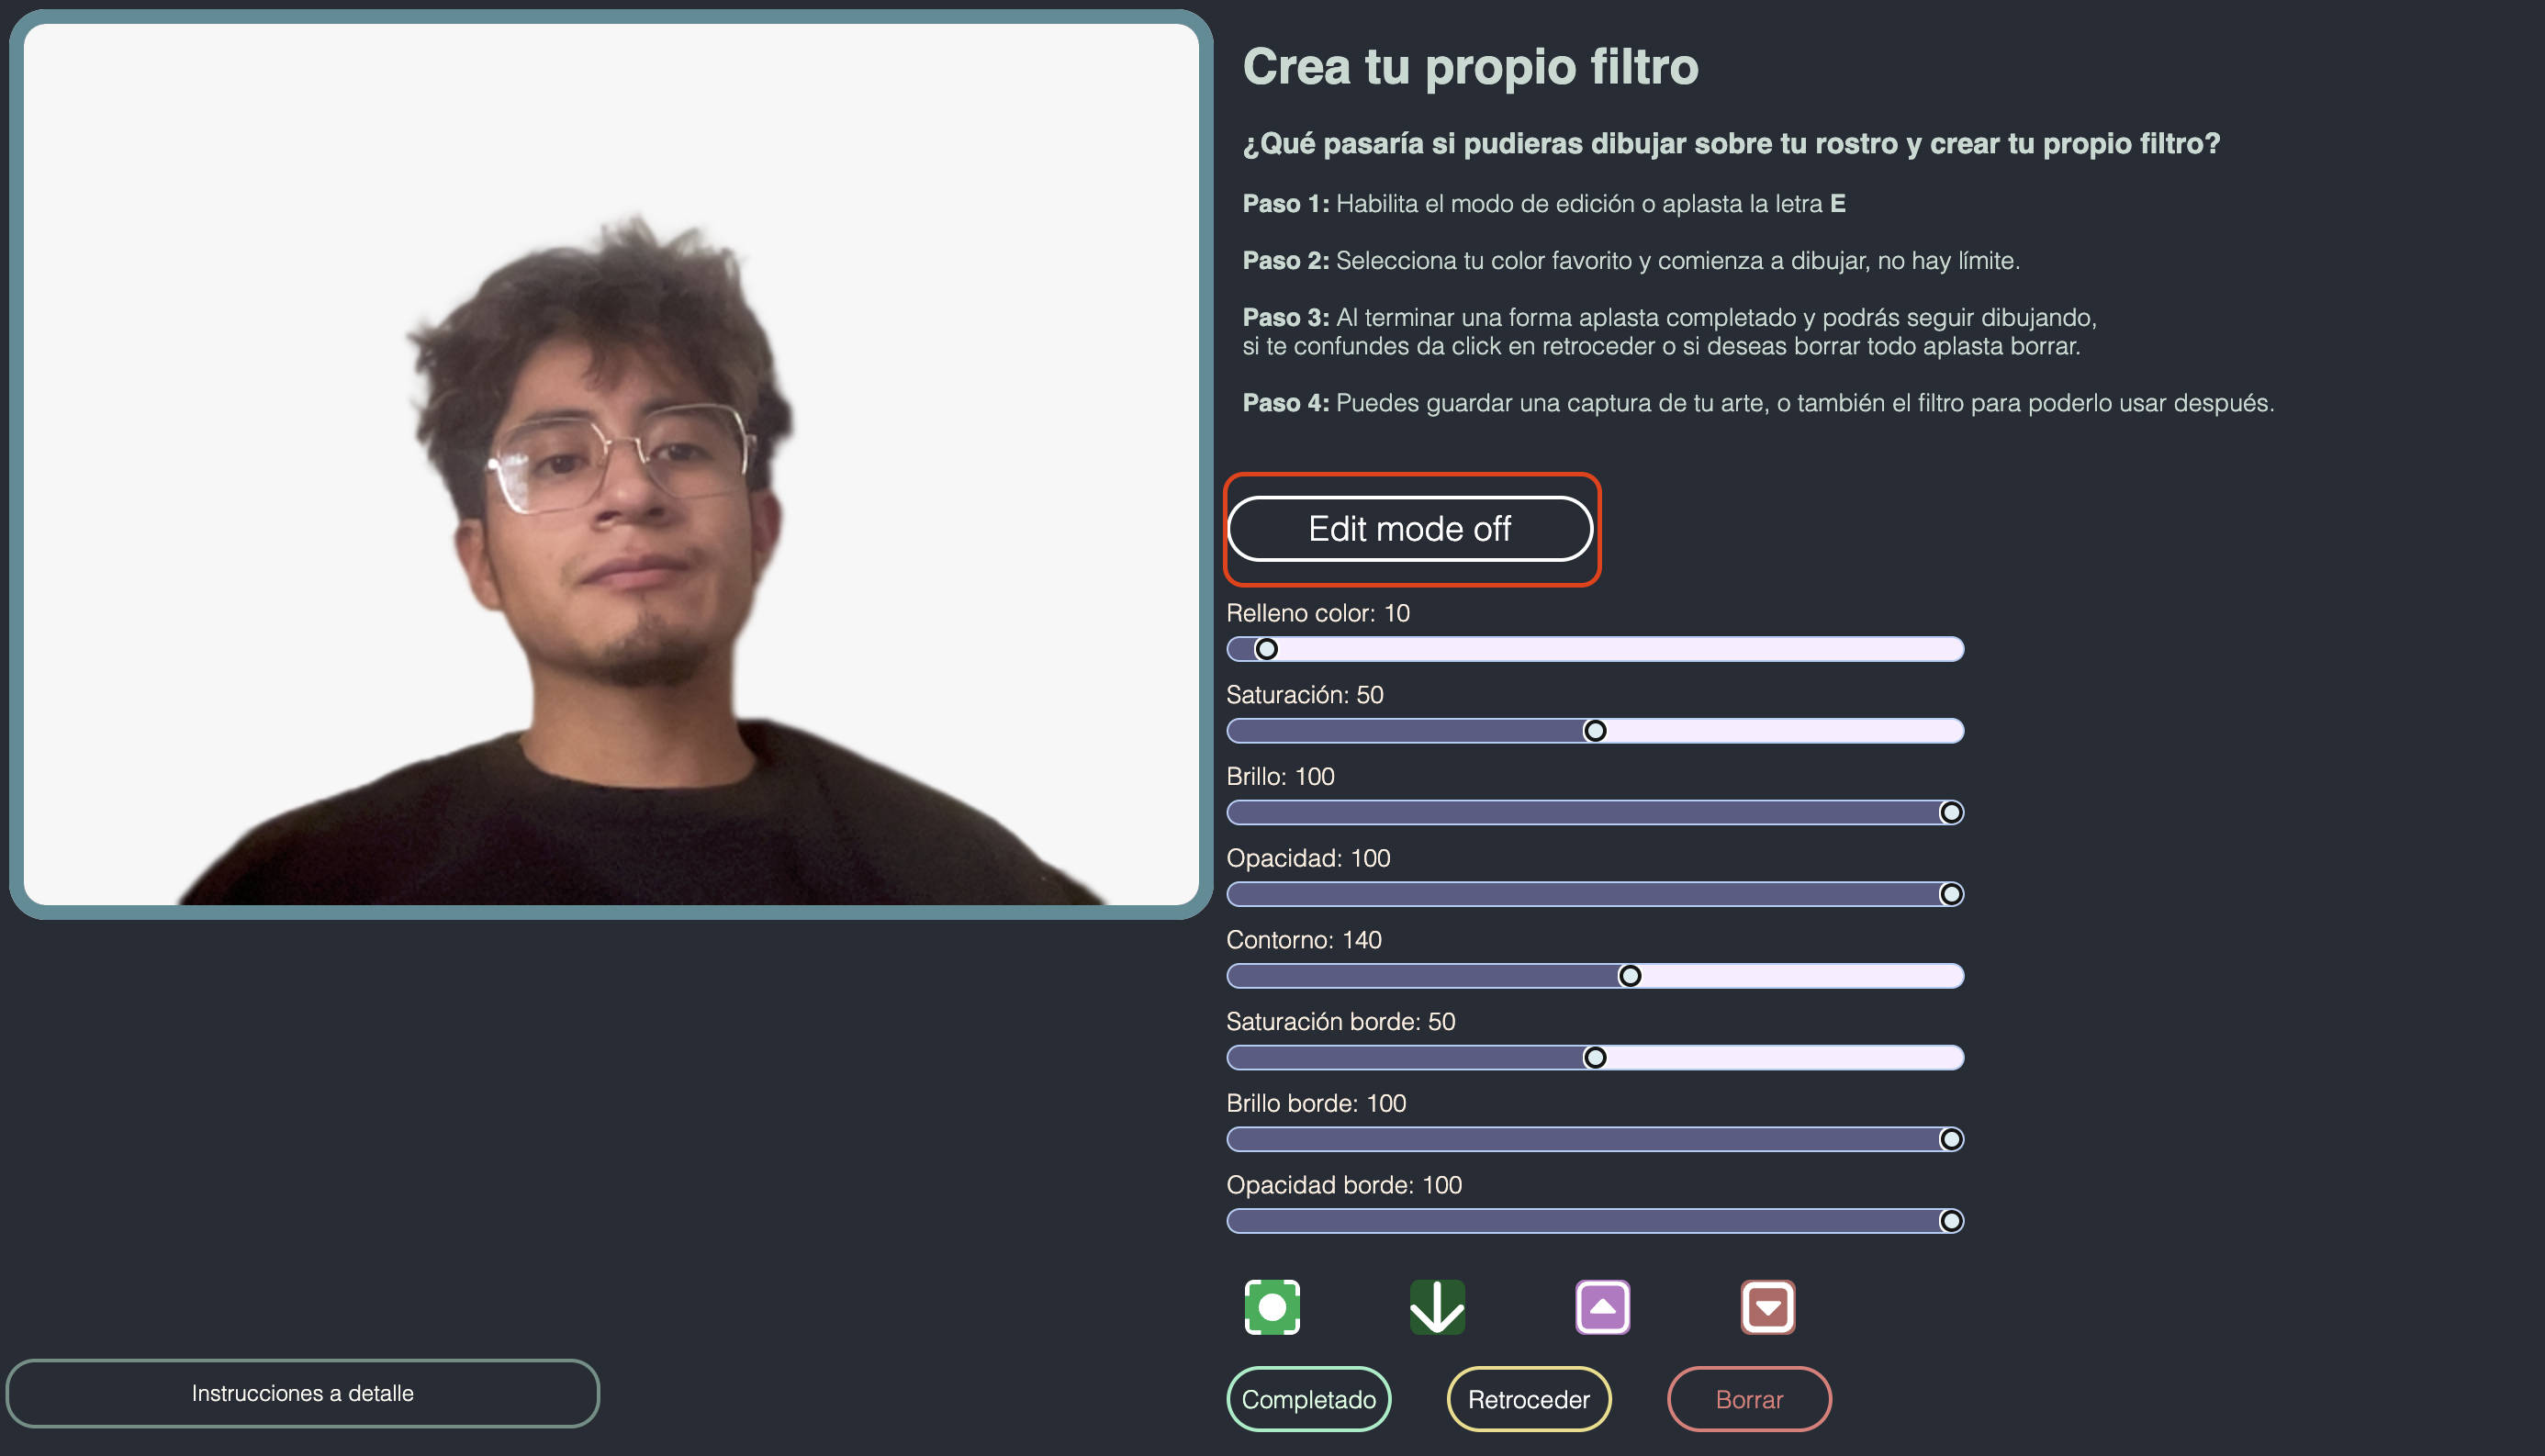 Crea tu propio filtro
¿Qué pasaría si pudieras dibujar sobre tu rostro y crear tu propio filtro?
Paso 1: Habilita el modo de edición o aplasta la letra E
Paso 2: Selecciona tu color favorito y comienza a dibujar, no hay límite.
Paso 3: Al terminar una forma aplasta completado y podrás seguir dibujando,
si te confundes da click en retroceder o si deseas borrar todo aplasta borrar.
Paso 4: Puedes guardar una captura de tu arte, o también el filtro para poderlo usar después.
Edit mode off
Relleno color: 10
Saturación: 50
Brillo: 100
Opacidad: 100
Contorno: 140
Saturación borde: 50
Brillo borde: 100
Opacidad borde: 100
Instrucciones a detalle
Completado
Retroceder
Borrar